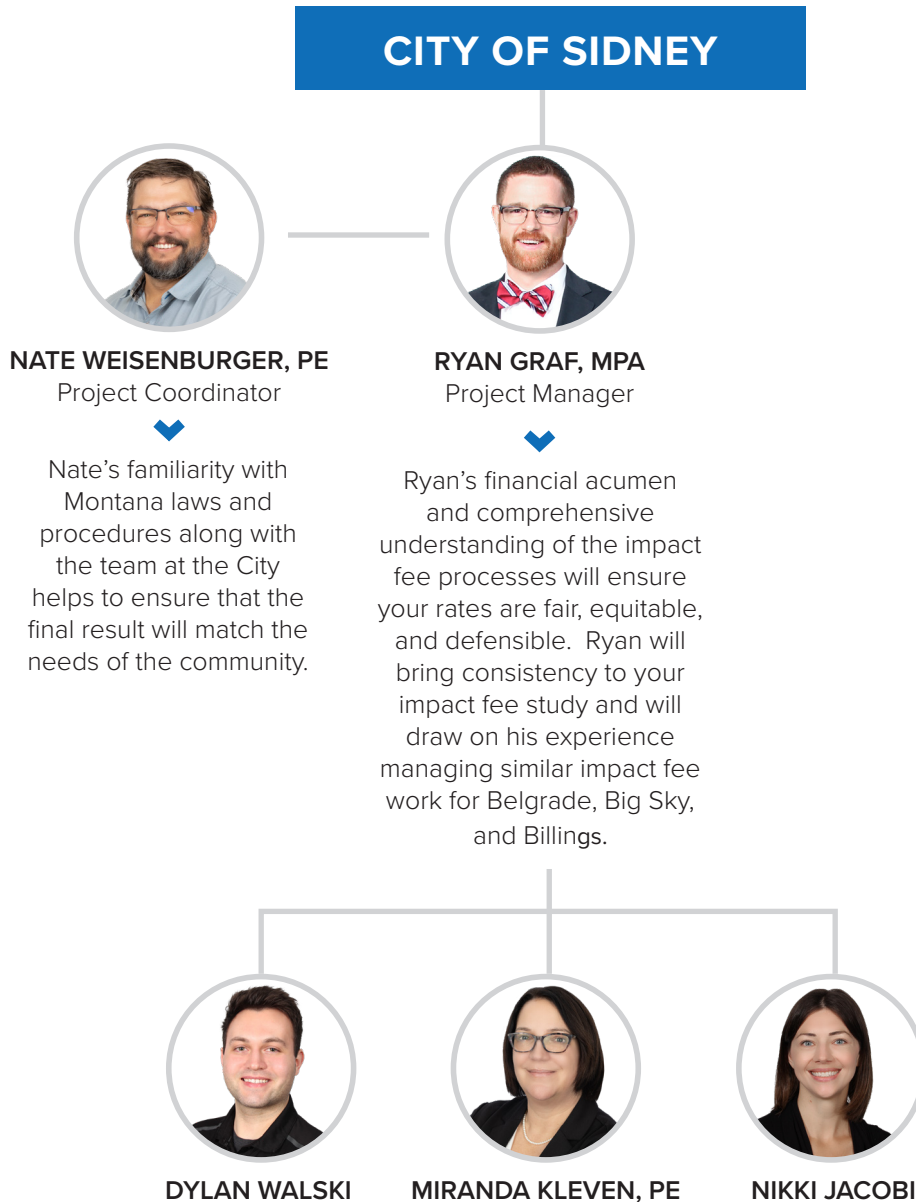 CITY OF SIDNEY
NATE WEISENBURGER, PE
Project Coordinator
Nate’s familiarity with
Montana laws and
procedures along with
the team at the City
helps to ensure that the
final result will match the
needs of the community.
RYAN GRAF, MPA
Project Manager
Ryan’s financial acumen
and comprehensive
understanding of the impact
fee processes will ensure
your rates are fair, equitable,
and defensible.  Ryan will
bring consistency to your
impact fee study and will
draw on his experience
managing similar impact fee
work for Belgrade, Big Sky,
and Billings.
DYLAN WALSKI
MIRANDA KLEVEN, PE
NIKKI JACOBI